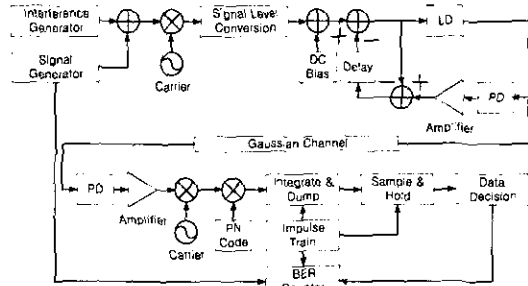 Interference
Generator
Signal
Generator
Carrier
Signal Level
Conversion
DC
Bias
Delay
LD
PD
Amplifier
Gaussian Channel
PD
Amplifier
Carrier
PN
Code
Integrate &
Dump
Impulse
Train
BER
Sample &
Hold
Data
Decision